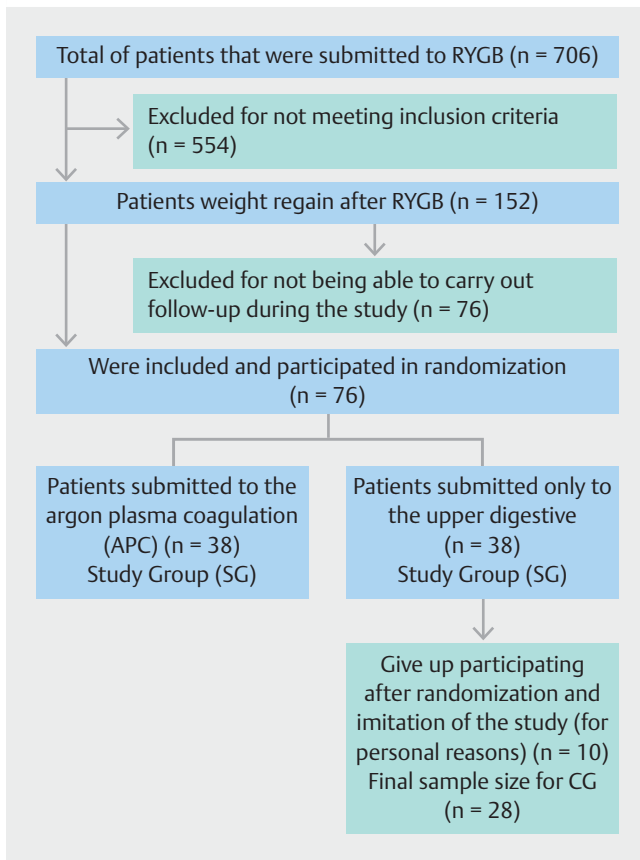 Total of patients that were submitted to RYGB (n = 706)
Excluded for not meeting inclusion criteria
(n = 554)
Patients weight regain after RYGB (n = 152)
Excluded for not being able to carry out
follow-up during the study (n = 76)
Were included and participated in randomization
(n = 76)
Patients submitted to the
argon plasma coagulation
(APC) (n = 38)
Study Group (SG)
Patients submitted only to
the upper digestive
(n = 38)
Study Group (SG)
Give up participating
after randomization and
imitation of the study (for
personal reasons) (n = 10)
Final sample size for CG
(n = 28)